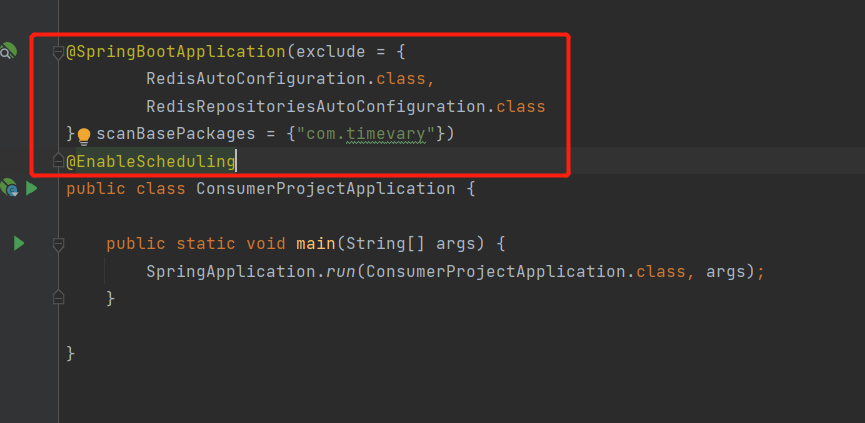 @SpringBootApplication(exclude = {
RedisAutoConfiguration.class,
RedisRepositoriesAutoConfiguration.class
} scanBasePackages = {"com.timevary"})
@EnableScheduling
public class ConsumerProjectApplication {
public static void main(String[] args) {
SpringApplication.run(ConsumerProjectApplication.class, args);
}
}